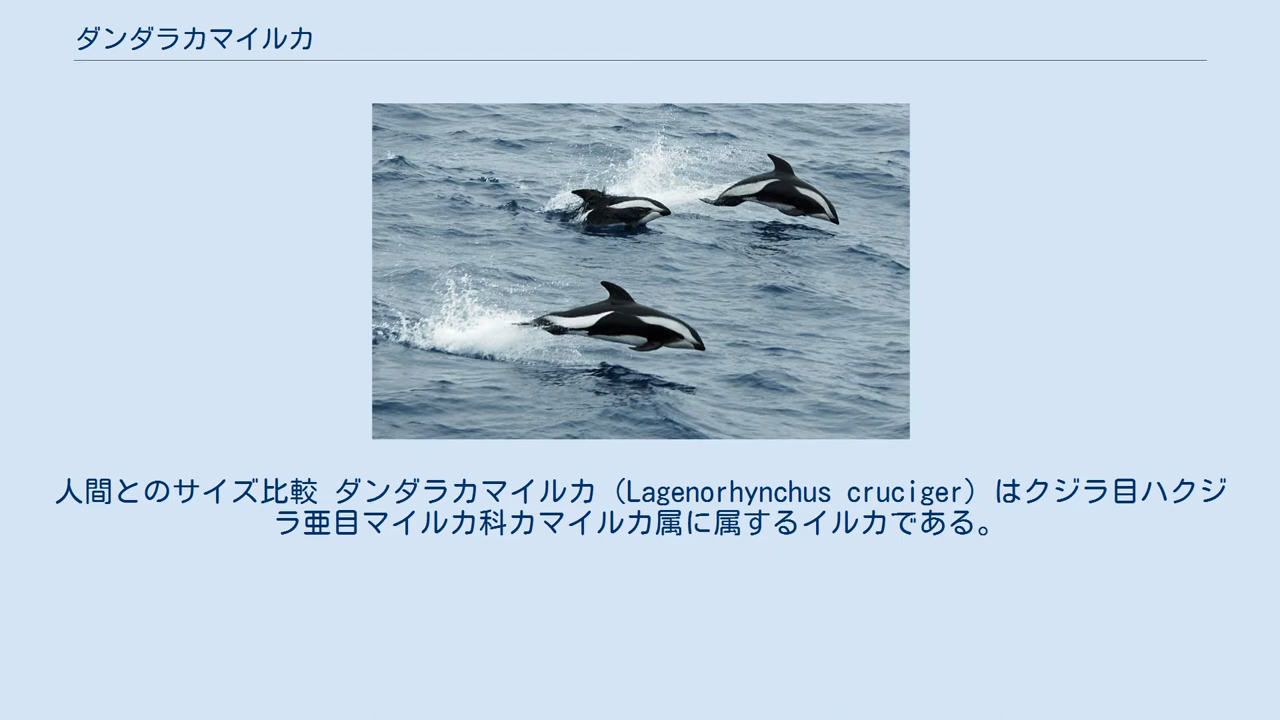 ダンダラカマイルカ
人間とのサイズ比較 ダンダラカマイルカ（Lagenorhynchus cruciger）はクジラ目ハクジ
ラ亜目マイルカ科カマイルカ属に属するイルカである。